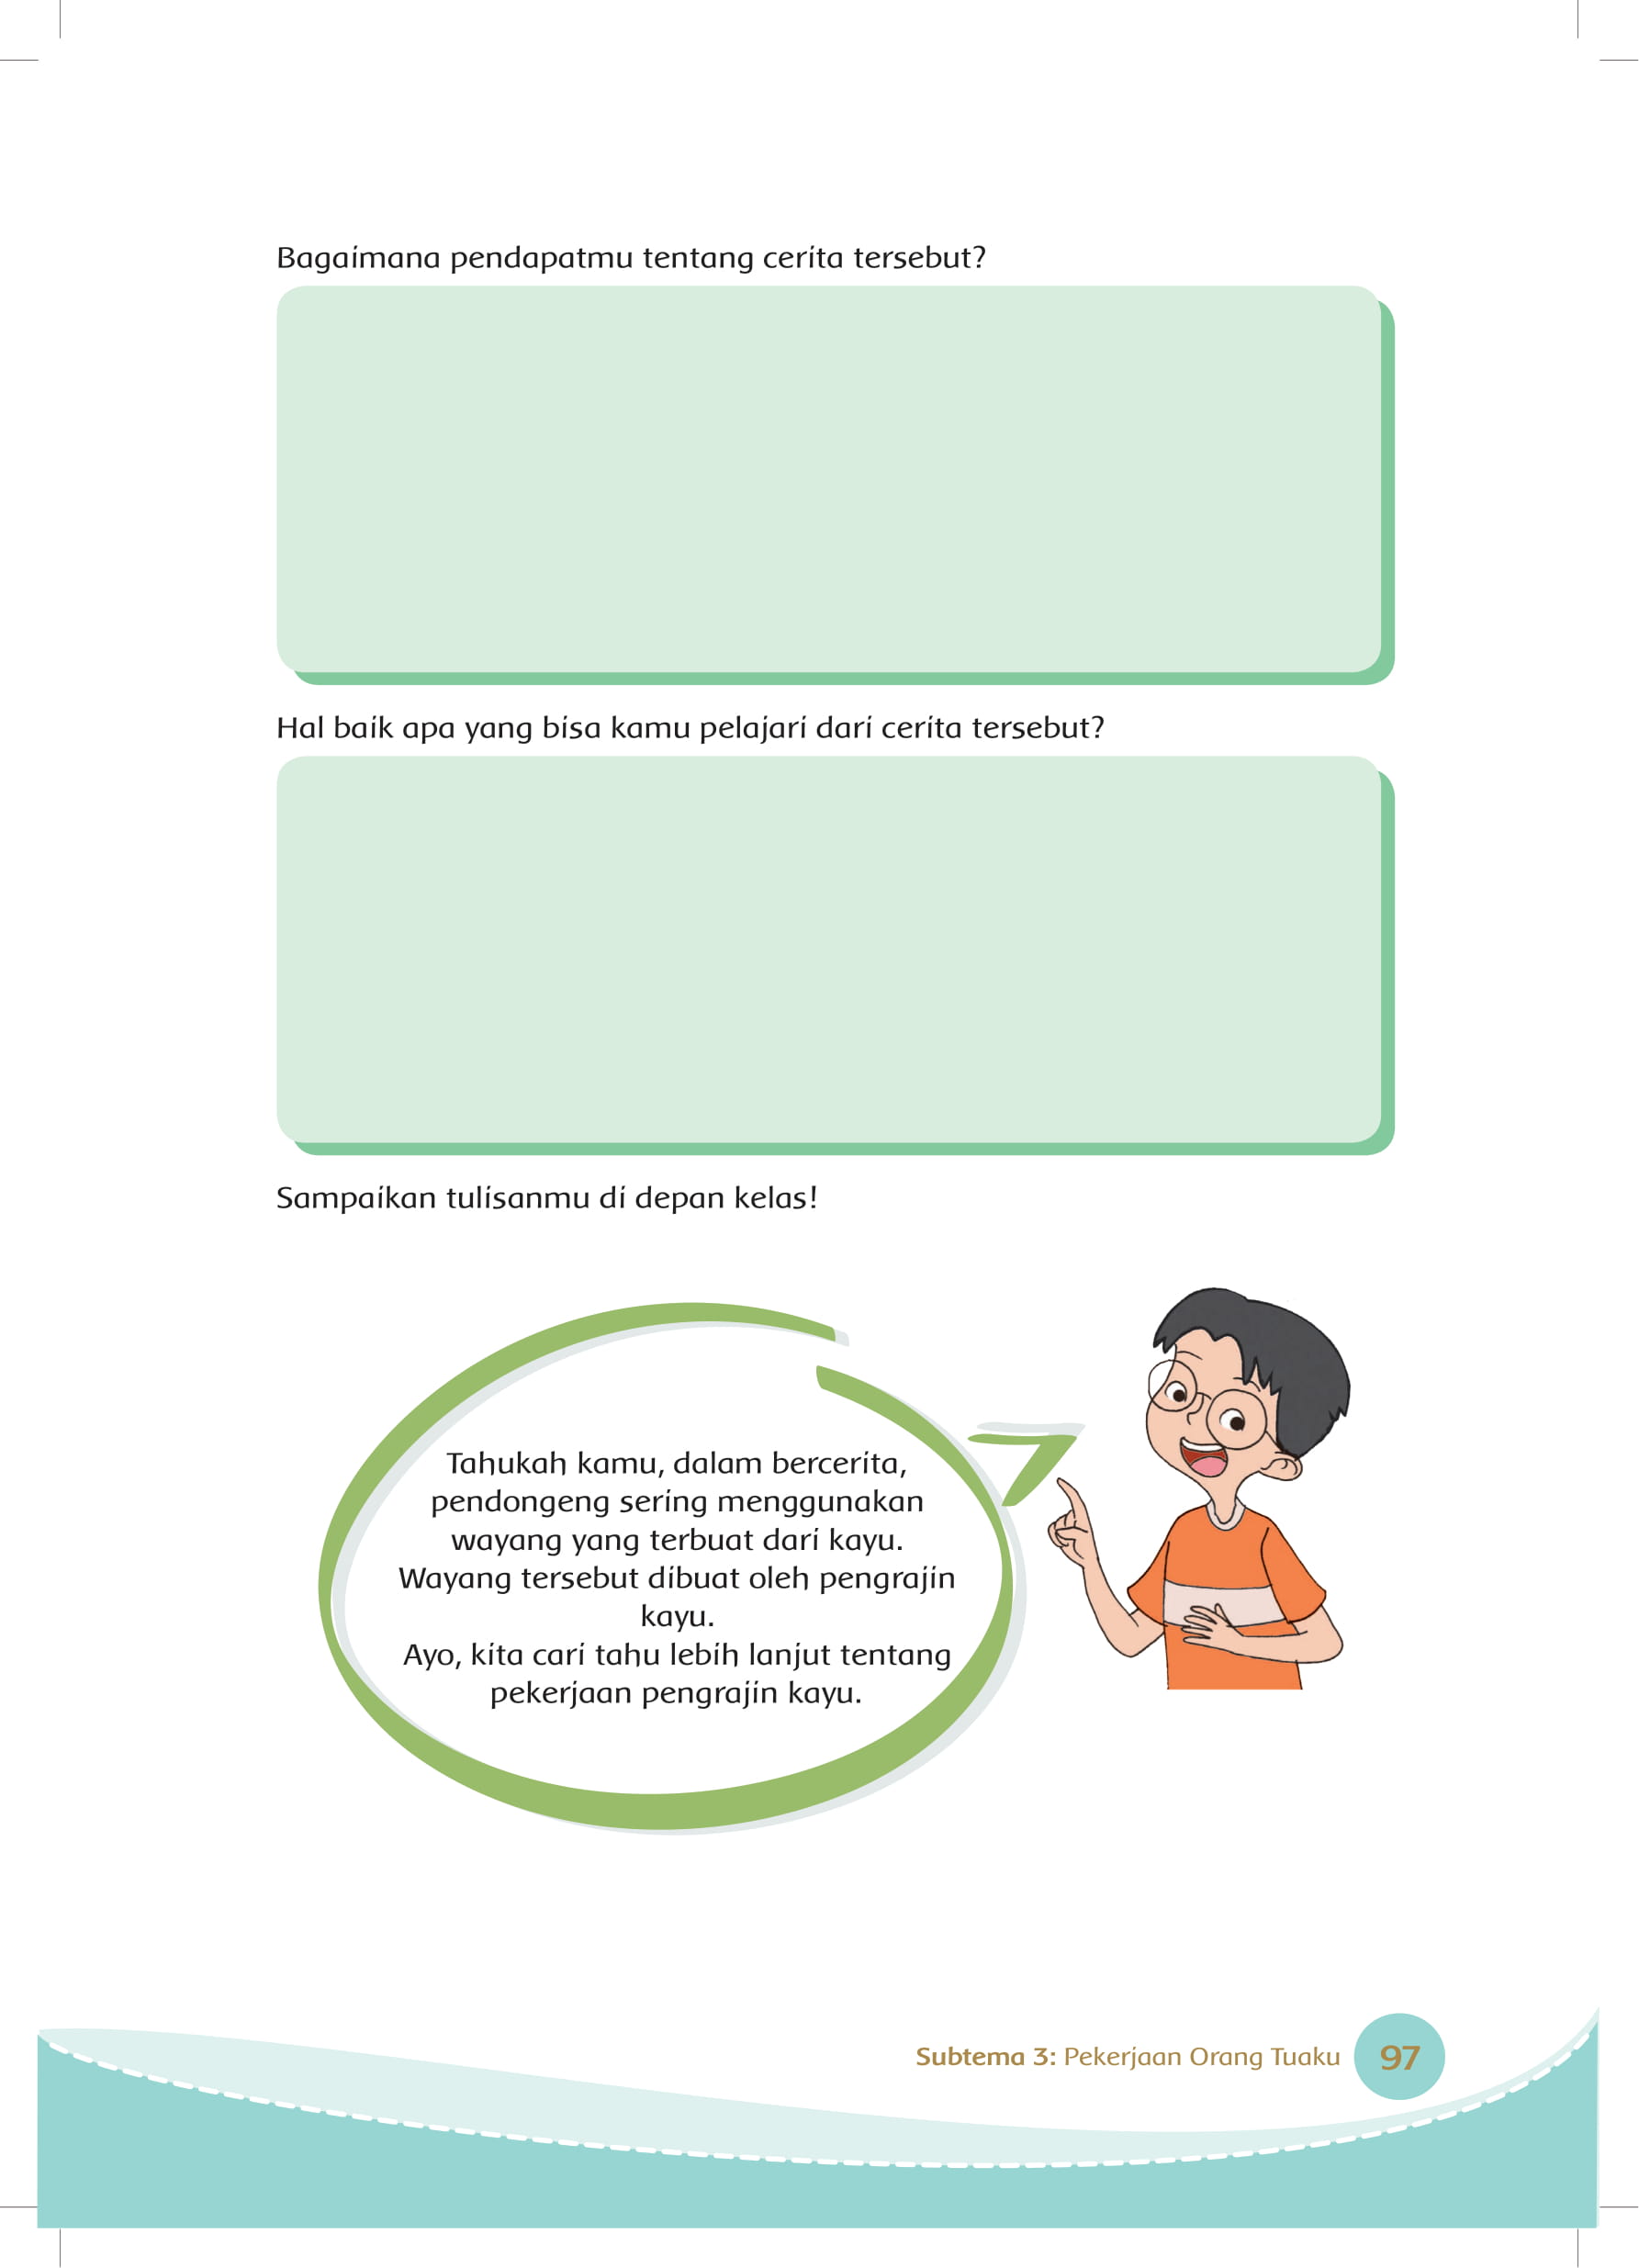 Bagaimana pendapatmu tentang cerita tersebut?
Hal baik apa yang bisa kamu pelajari dari cerita tersebut?
Sampaikan tulisanmu di depan kelas!
Tahukah kamu, dalam bercerita,
pendongeng sering menggunakan
wayang yang terbuat dari kayu.
Wayang tersebut dibuat oleh pengrajin
kayu.
Ayo, kita cari tahu lebih lanjut tentang
pekerjaan pengrajin kayu.
Subtema 3: Pekerjaan Orang Tuaku 97